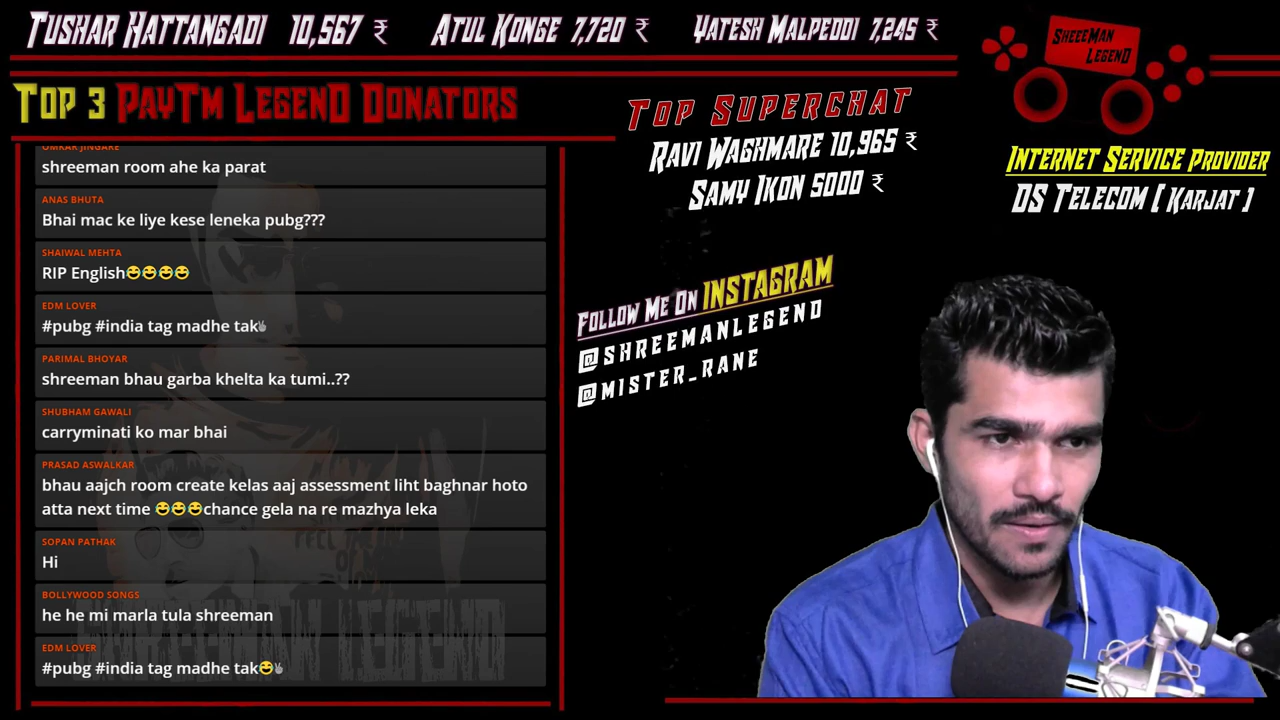 TUSHAR HATTANGADI 10,567 ₹ ATUL KONGE 7,720 ₹ YATESH MALPEDDI 7,245 ₹
SHREEMAN
LEGEND
TOP 3 PAYTM LEGEND DONATORS
TOP SUPERCHAT
RAVI WAGHMARE 10,965 ₹
SAMY IKON 5000 ₹
INTERNET SERVICE PROVIDER
DS TELECOM [ KARJAT ]
FOLLOW ME ON INSTAGRAM
@SHREEMANLEGEND
@MISTER_RANE
OMKAR JINGARE
shreeman room ahe ka parat
ANAS BHUTA
Bhai mac ke liye kese leneka pubg???
SHAIWAL MEHTA
RIP English😂😂😂😂
EDM LOVER
#pubg #india tag madhe tak✌
PARIMAL BHOYAR
shreeman bhau garba khelta ka tumi..??
SHUBHAM GAWALI
carryminati ko mar bhai
PRASAD ASWALKAR
bhau aajch room create kelas aaj assessment liht baghnar hoto
atta next time 😂😂😂chance gela na re mazhya leka
SOPAN PATHAK
Hi
BOLLYWOOD SONGS
he he mi marla tula shreeman
EDM LOVER
#pubg #india tag madhe tak😂✌
SHREEMAN LEGEND